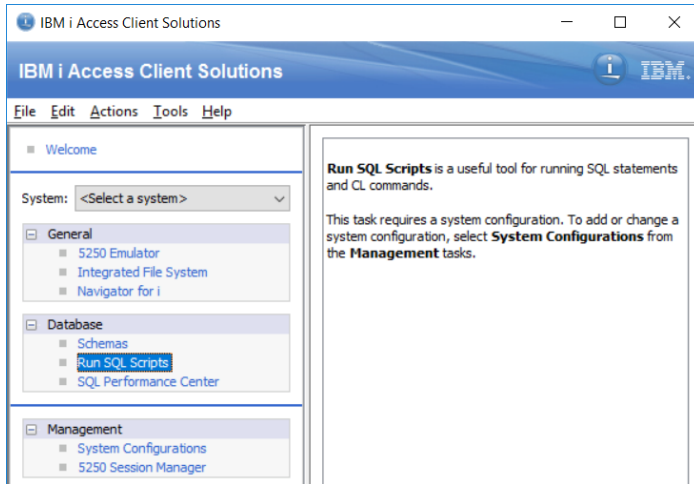 IBM i Access Client Solutions
IBM i Access Client Solutions
IBM.
File Edit Actions Tools Help
Welcome
System: <Select a system>
General
5250 Emulator
Integrated File System
Navigator for i
Database
Schemas
Run SQL Scripts
SQL Performance Center
Management
System Configurations
5250 Session Manager
Run SQL Scripts is a useful tool for running SQL statements
and CL commands.
This task requires a system configuration. To add or change a
system configuration, select System Configurations from
the Management tasks.